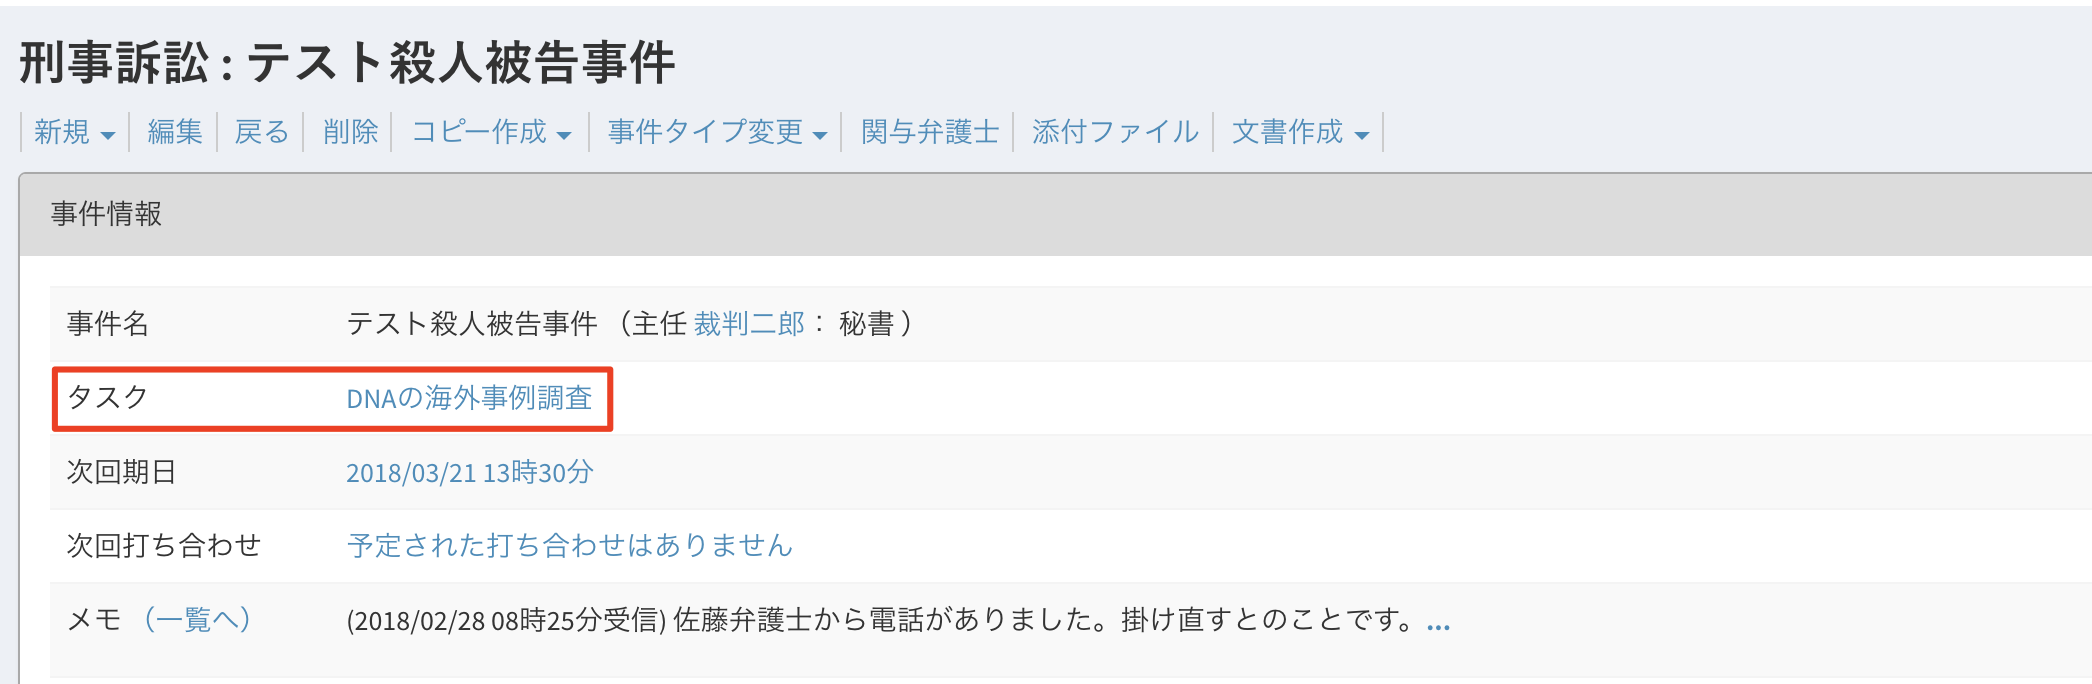 刑事訴訟 : テスト殺人被告事件
新規 編集 戻る 削除 コピー作成 事件タイプ変更 関与弁護士 添付ファイル 文書作成
事件情報
事件名 テスト殺人被告事件 （主任 裁判二郎： 秘書 ）
タスク DNAの海外事例調査
次回期日 2018/03/21 13時30分
次回打ち合わせ 予定された打ち合わせはありません
メモ （一覧へ） (2018/02/28 08時25分受信) 佐藤弁護士から電話がありました。掛け直すとのことです。...